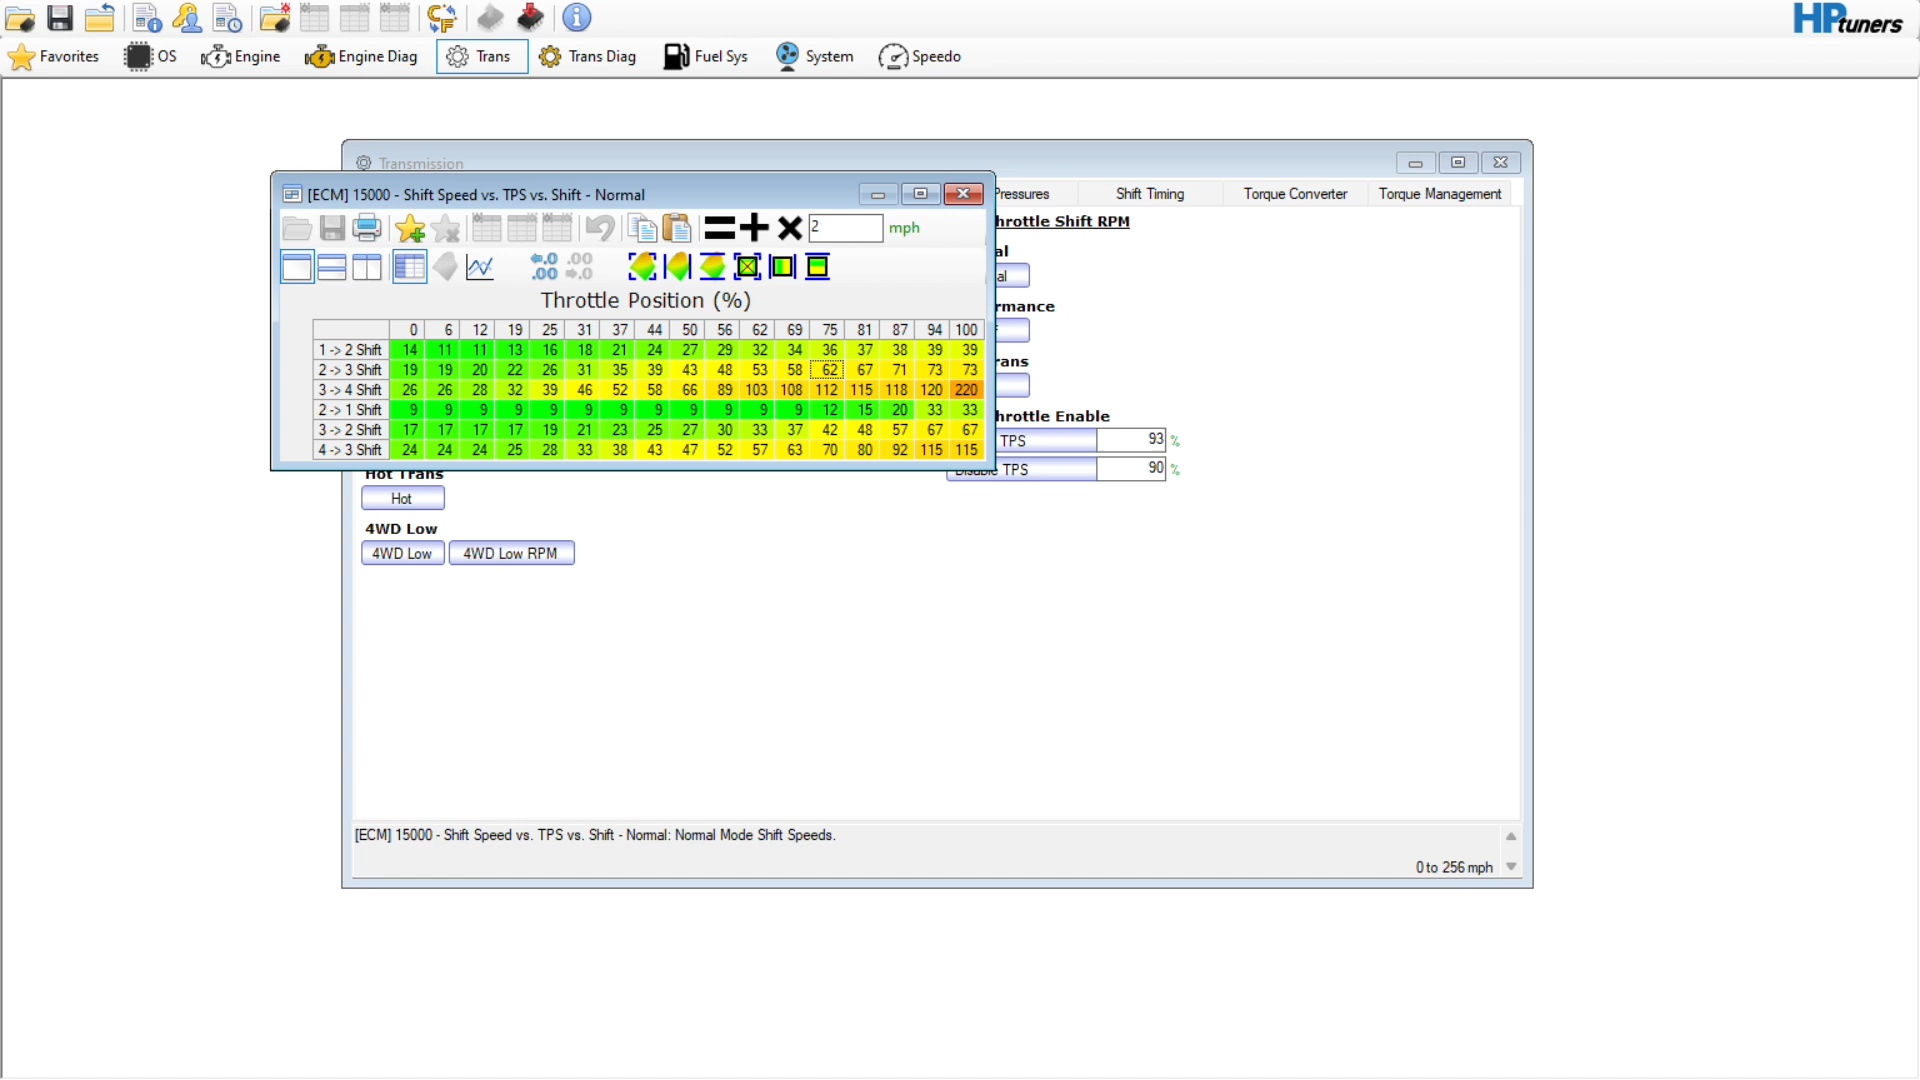 HPtuners
Favorites OS Engine Engine Diag Trans Trans Diag Fuel Sys System Speedo
Transmission
[ECM] 15000 - Shift Speed vs. TPS vs. Shift - Normal
Pressures Shift Timing Torque Converter Torque Management
2 mph
hrottle Shift RPM
al
al
rmance
rans
hrottle Enable
TPS 93 %
Disable TPS 90 %
Throttle Position (%)
0 6 12 19 25 31 37 44 50 56 62 69 75 81 87 94 100
1 -> 2 Shift 14 11 11 13 16 18 21 24 27 29 32 34 36 37 38 39 39
2 -> 3 Shift 19 19 20 22 26 31 35 39 43 48 53 58 62 67 71 73 73
3 -> 4 Shift 26 26 28 32 39 46 52 58 66 89 103 108 112 115 118 120 220
2 -> 1 Shift 9 9 9 9 9 9 9 9 9 9 9 9 12 15 20 33 33
3 -> 2 Shift 17 17 17 17 19 21 23 25 27 30 33 37 42 48 57 67 67
4 -> 3 Shift 24 24 24 25 28 33 38 43 47 52 57 63 70 80 92 115 115
Hot Trans
Hot
4WD Low
4WD Low 4WD Low RPM
[ECM] 15000 - Shift Speed vs. TPS vs. Shift - Normal: Normal Mode Shift Speeds.
0 to 256 mph